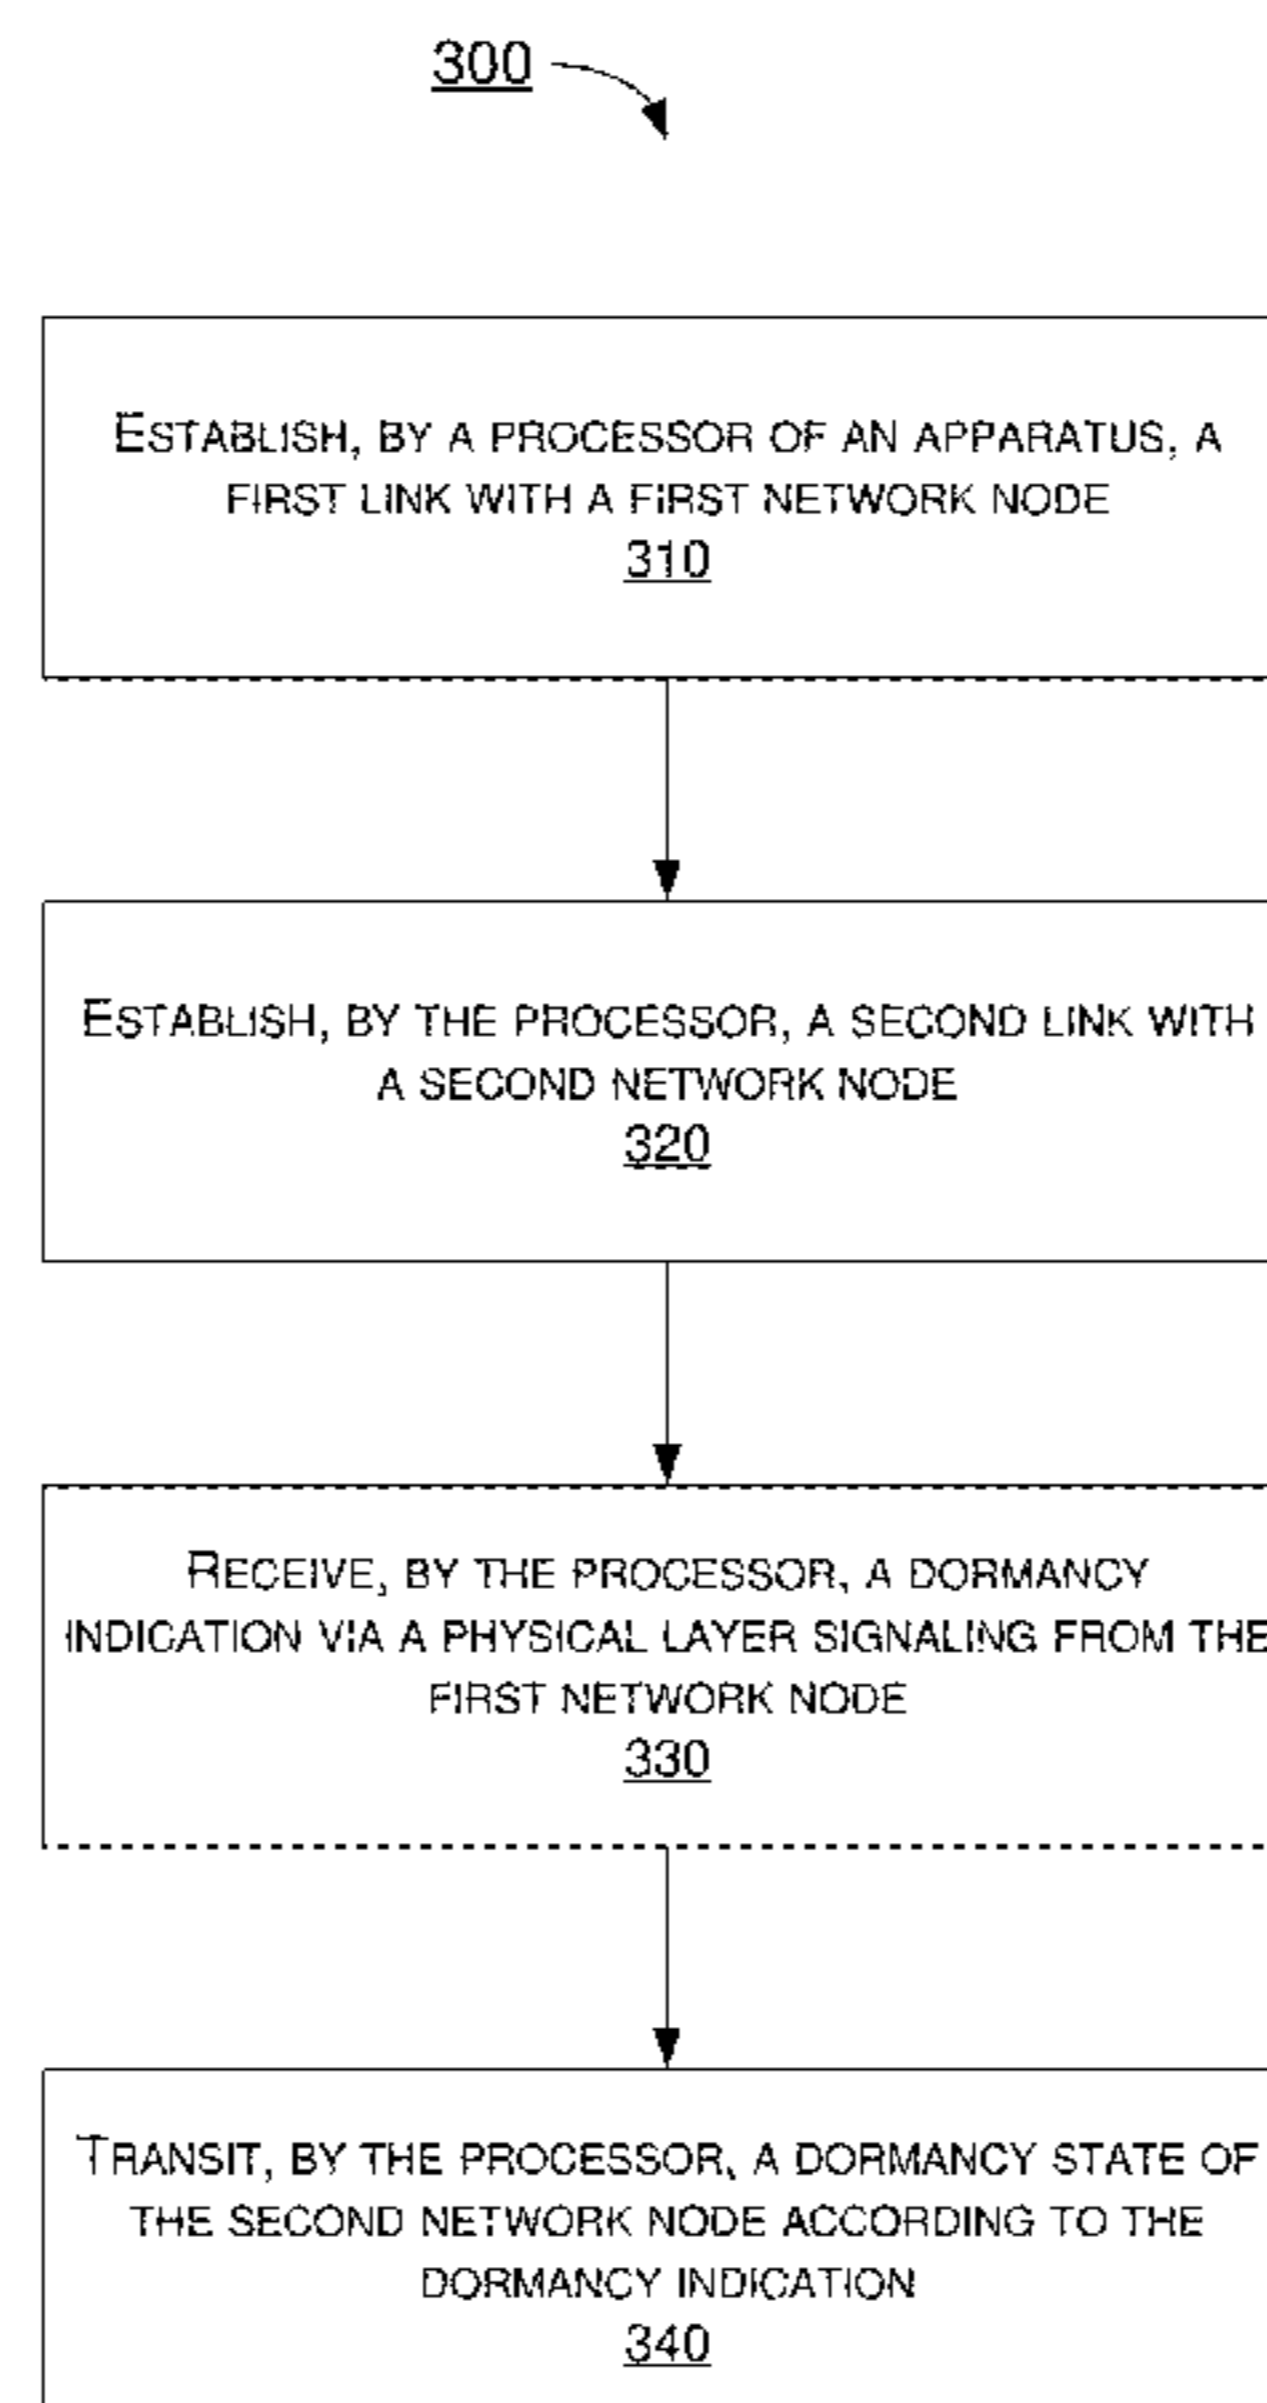 300
ESTABLISH, BY A PROCESSOR OF AN APPARATUS, A
FIRST LINK WITH A FIRST NETWORK NODE
310
ESTABLISH, BY THE PROCESSOR, A SECOND LINK WITH
A SECOND NETWORK NODE
320
RECEIVE, BY THE PROCESSOR, A DORMANCY
INDICATION VIA A PHYSICAL LAYER SIGNALING FROM THE
FIRST NETWORK NODE
330
TRANSIT, BY THE PROCESSOR, A DORMANCY STATE OF
THE SECOND NETWORK NODE ACCORDING TO THE
DORMANCY INDICATION
340